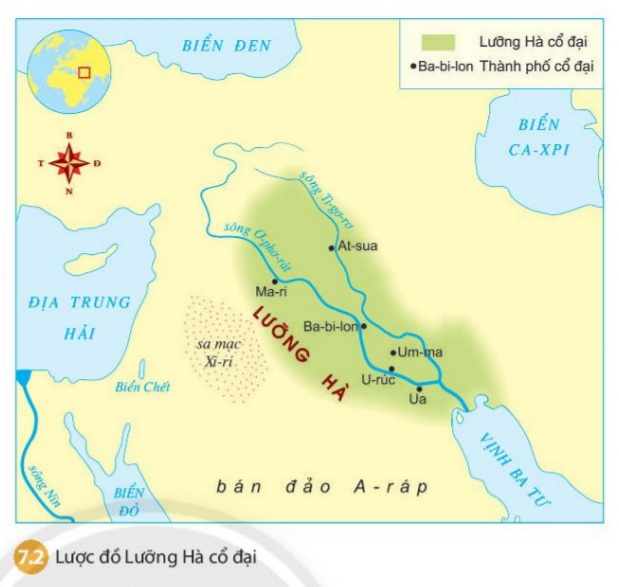 BIỂN ĐEN
Lưỡng Hà cổ đại
Ba-bi-lon Thành phố cổ đại
BIỂN
CA-XPI
B
T
Đ
N
sông Ti-gơ-rơ
sông Ơ-phơ-rát
At-sua
Ma-ri
ĐỊA TRUNG
HẢI
LƯỠNG HÀ
Ba-bi-lon
sa mạc
Xi-ri
Um-ma
U-rúc
Ua
Biển Chết
VỊNH BA TƯ
sông Nin
BIỂN
ĐỎ
bán đảo A-ráp
7.2 Lược đồ Lưỡng Hà cổ đại